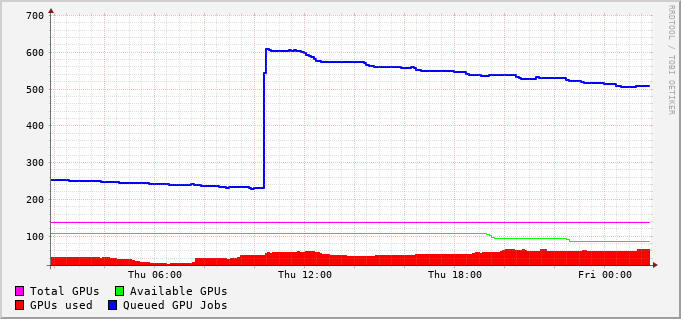 700
600
500
400
300
200
100
Thu 06:00 Thu 12:00 Thu 18:00 Fri 00:00
Total GPUs Available GPUs
GPUs used Queued GPU Jobs
RRDTOOL / TOBI OETIKER